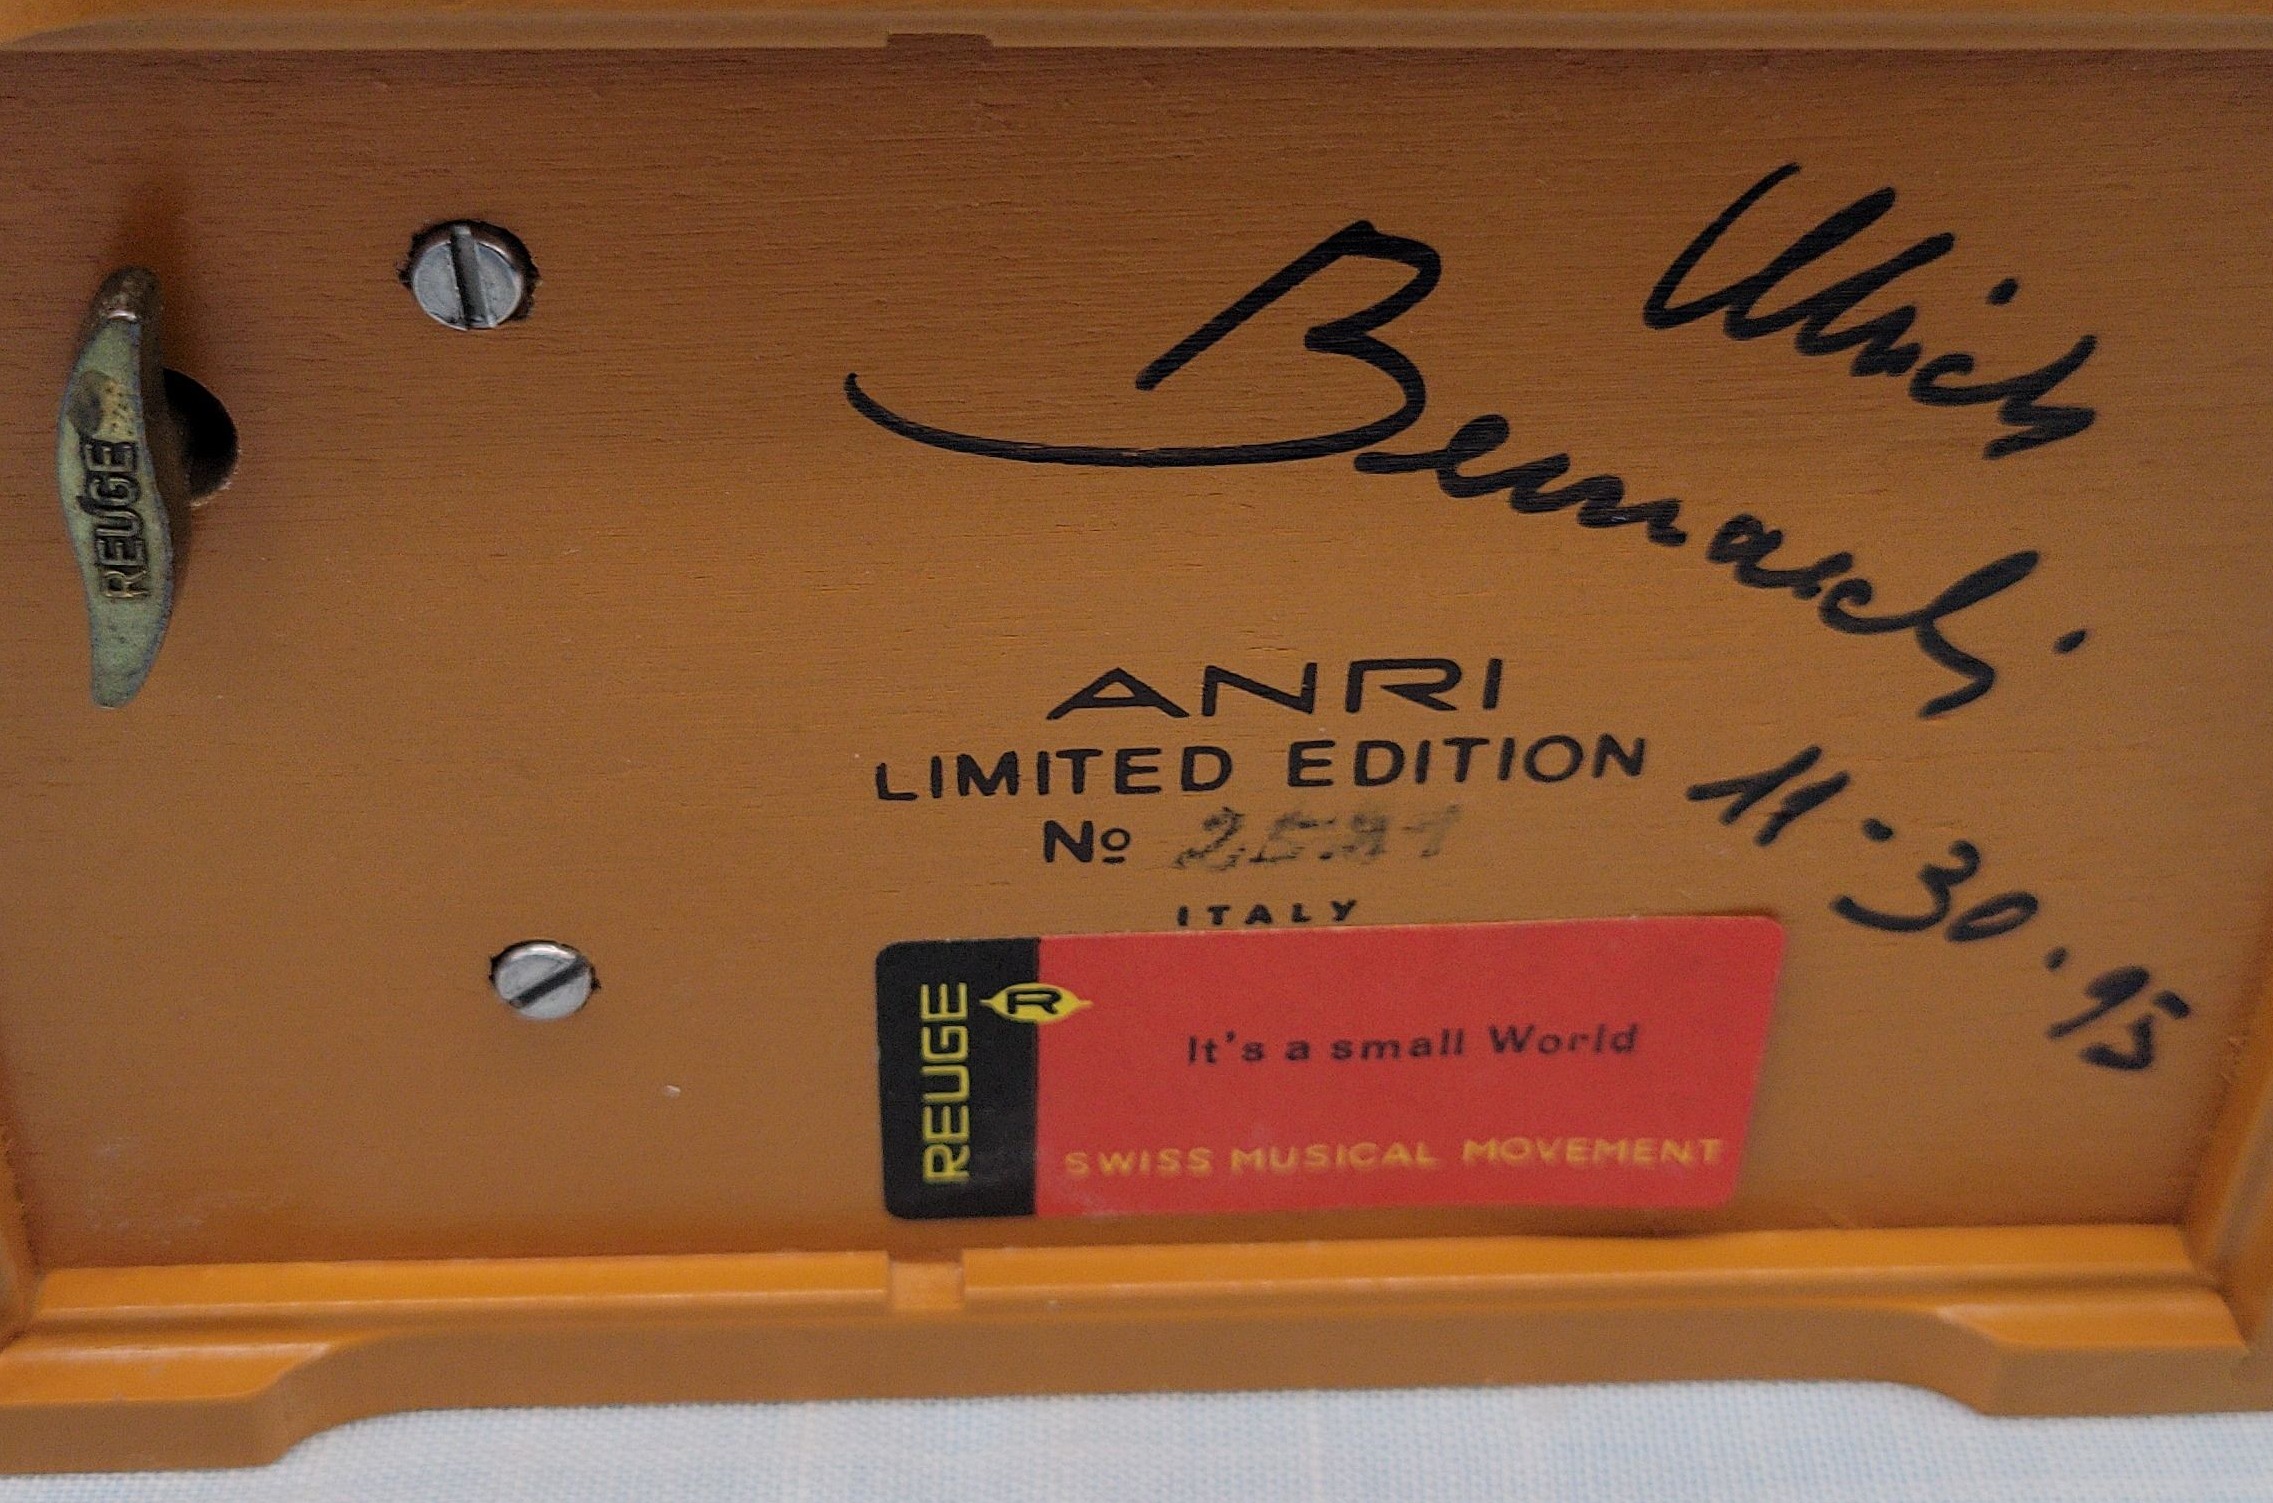 Ulrich
Bernardi
11-30.95
ANRI
LIMITED EDITION
Nº
ITALY
REUGE
R
It's a small World
SWISS MUSICAL MOVEMENT
REUGE